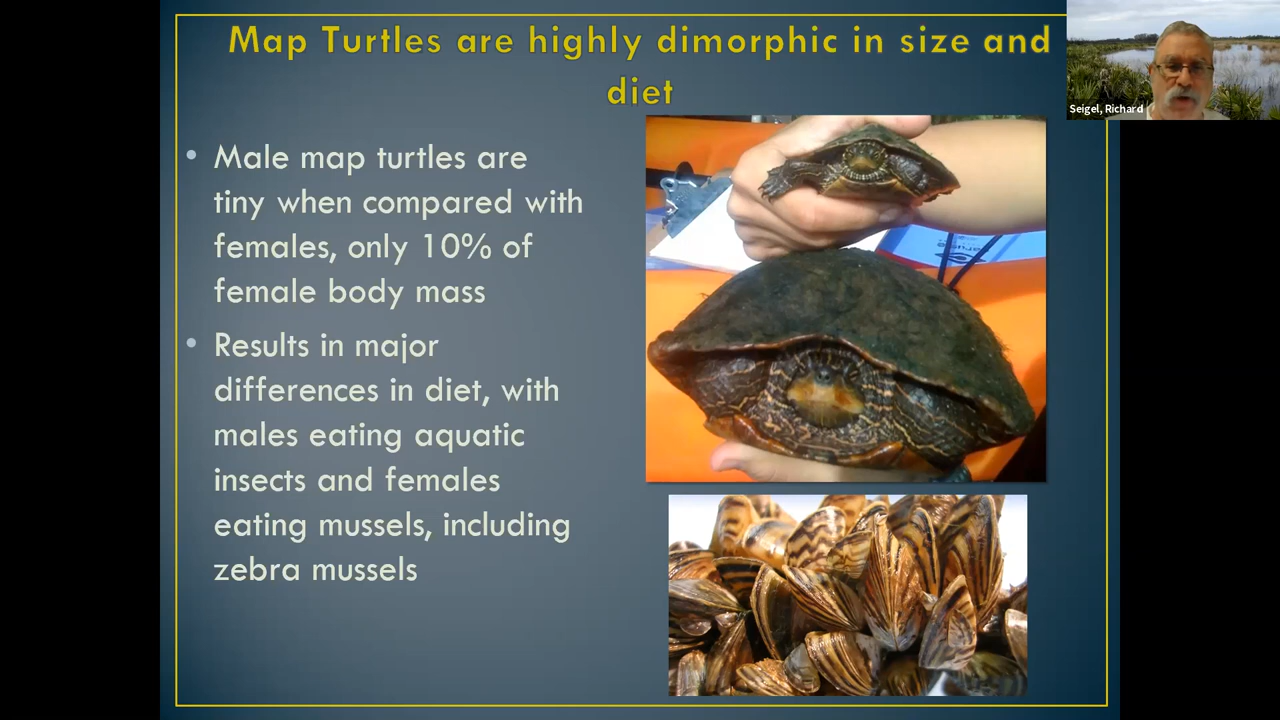 Map Turtles are highly dimorphic in size and
diet
Seigel, Richard
• Male map turtles are
tiny when compared with
females, only 10% of
female body mass
• Results in major
differences in diet, with
males eating aquatic
insects and females
eating mussels, including
zebra mussels